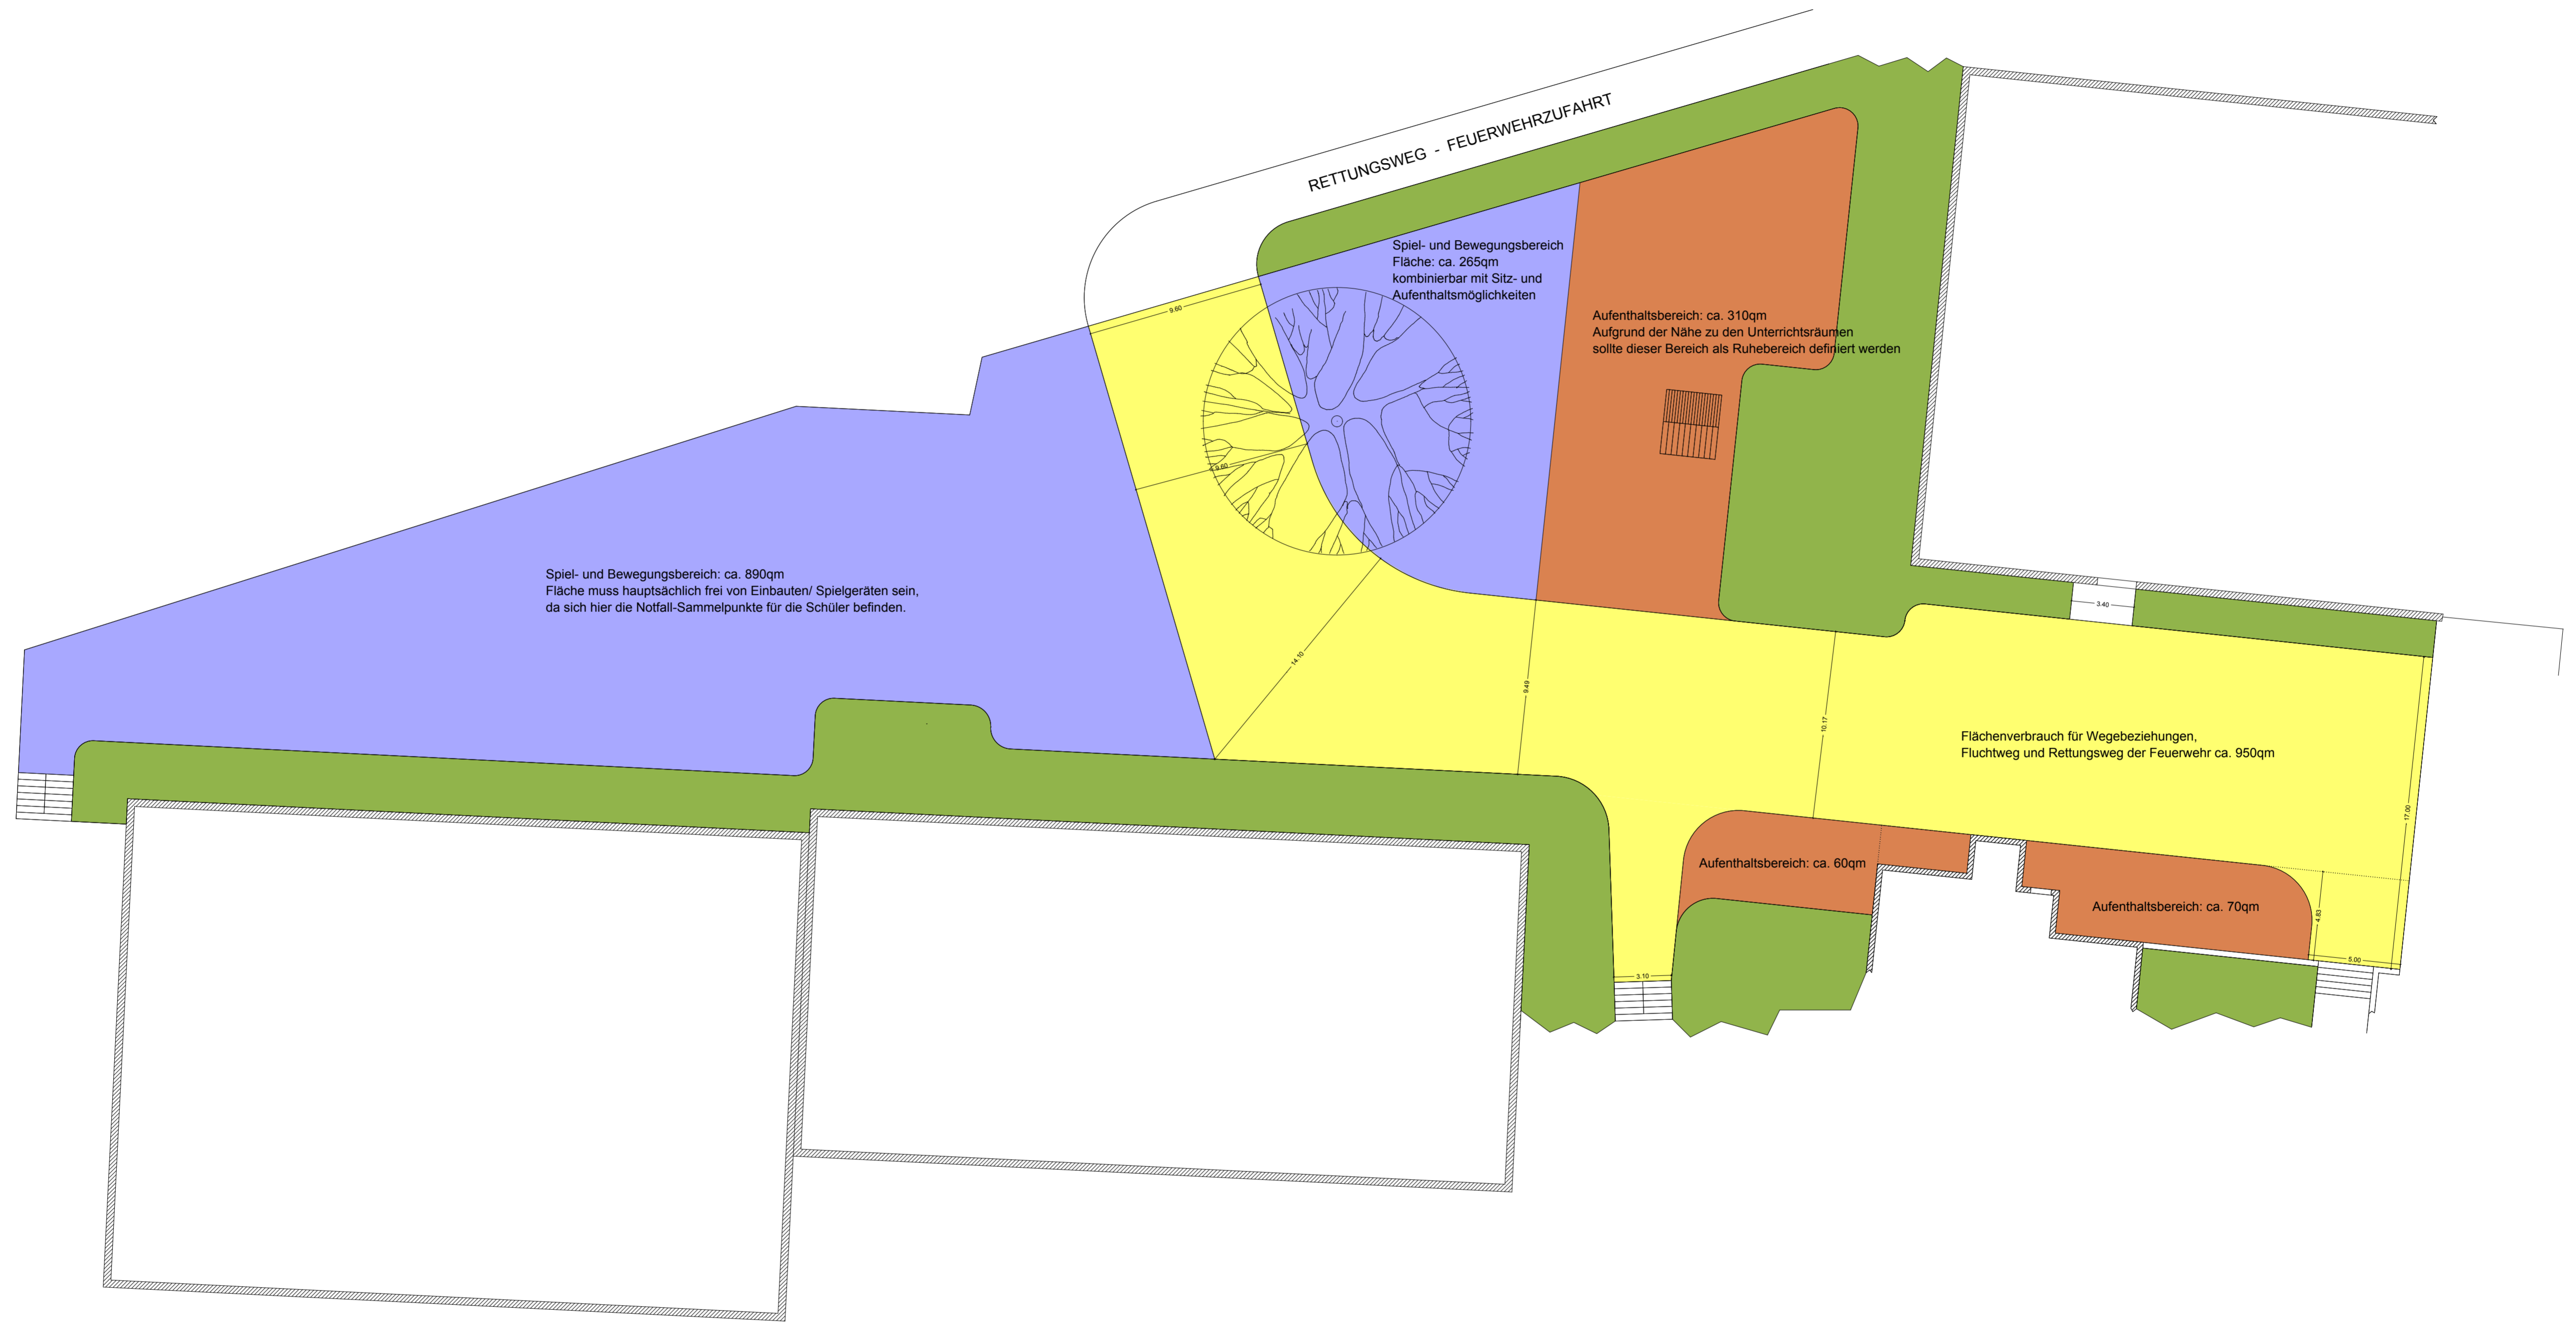 RETTUNGSWEG - FEUERWEHRZUFAHRT
Spiel- und Bewegungsbereich
Fläche: ca. 265qm
kombinierbar mit Sitz- und
Aufenthaltsmöglichkeiten
9.60
Aufenthaltsbereich: ca. 310qm
Aufgrund der Nähe zu den Unterrichtsräumen
sollte dieser Bereich als Ruhebereich definiert werden
9.60
Spiel- und Bewegungsbereich: ca. 890qm
Fläche muss hauptsächlich frei von Einbauten/ Spielgeräten sein,
da sich hier die Notfall-Sammelpunkte für die Schüler befinden.
3.40
14.10
9.49
10.17
Flächenverbrauch für Wegebeziehungen,
Fluchtweg und Rettungsweg der Feuerwehr ca. 950qm
17.00
Aufenthaltsbereich: ca. 60qm
Aufenthaltsbereich: ca. 70qm
4.83
5.00
3.10